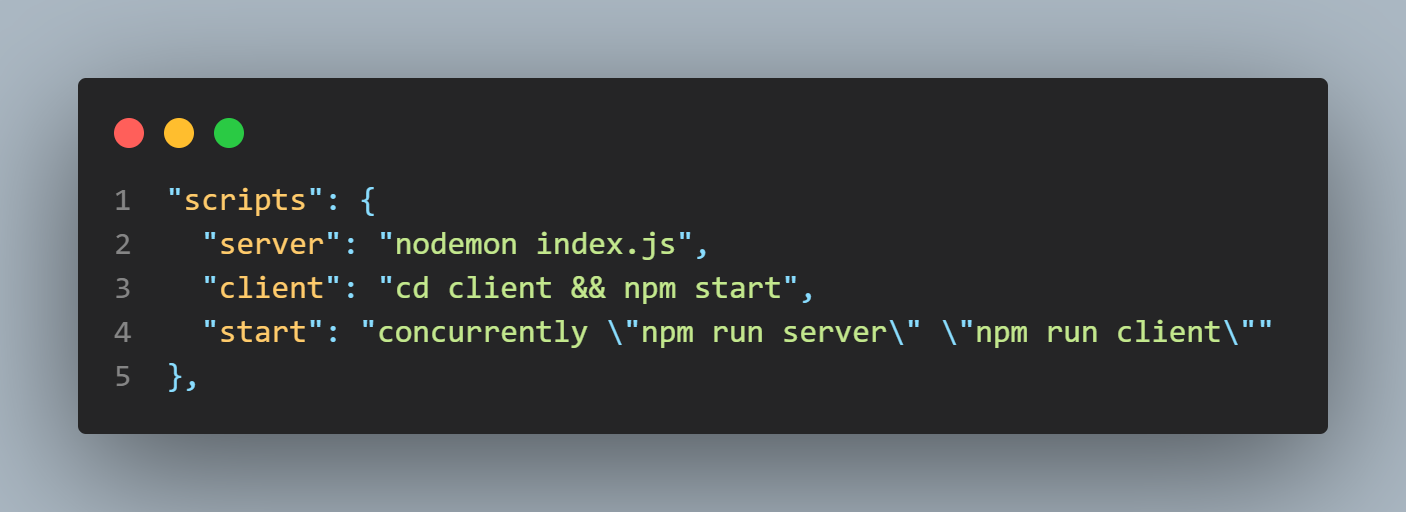 1 "scripts": {
2   "server": "nodemon index.js",
3   "client": "cd client && npm start",
4   "start": "concurrently \"npm run server\" \"npm run client\""
5 },